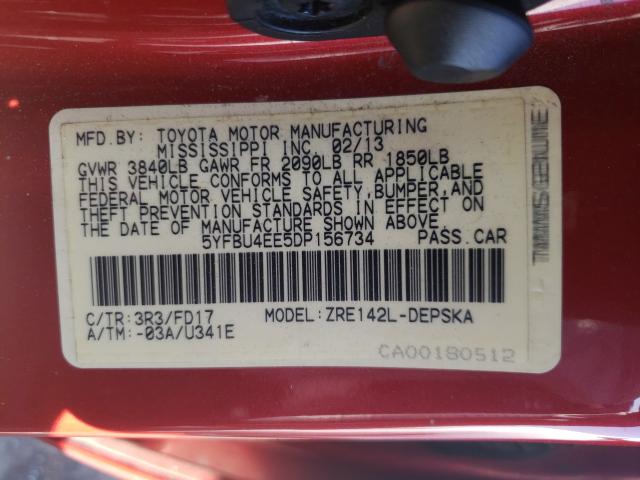 MFD.BY: TOYOTA MOTOR MANUFACTURING
MISSISSIPPI INC. 02/13
GVWR 3840LB GAWR FR 2090LB RR 1850LB
THIS VEHICLE CONFORMS TO ALL APPLICABLE
FEDERAL MOTOR VEHICLE SAFETY,BUMPER,AND
THEFT PREVENTION STANDARDS IN EFFECT ON
THE DATE OF MANUFACTURE SHOWN ABOVE.
5YFBU4EE5DP156734 PASS.CAR
C/TR:3R3/FD17 MODEL:ZRE142L-DEPSKA
A/TM:-03A/U341E
CA00180512